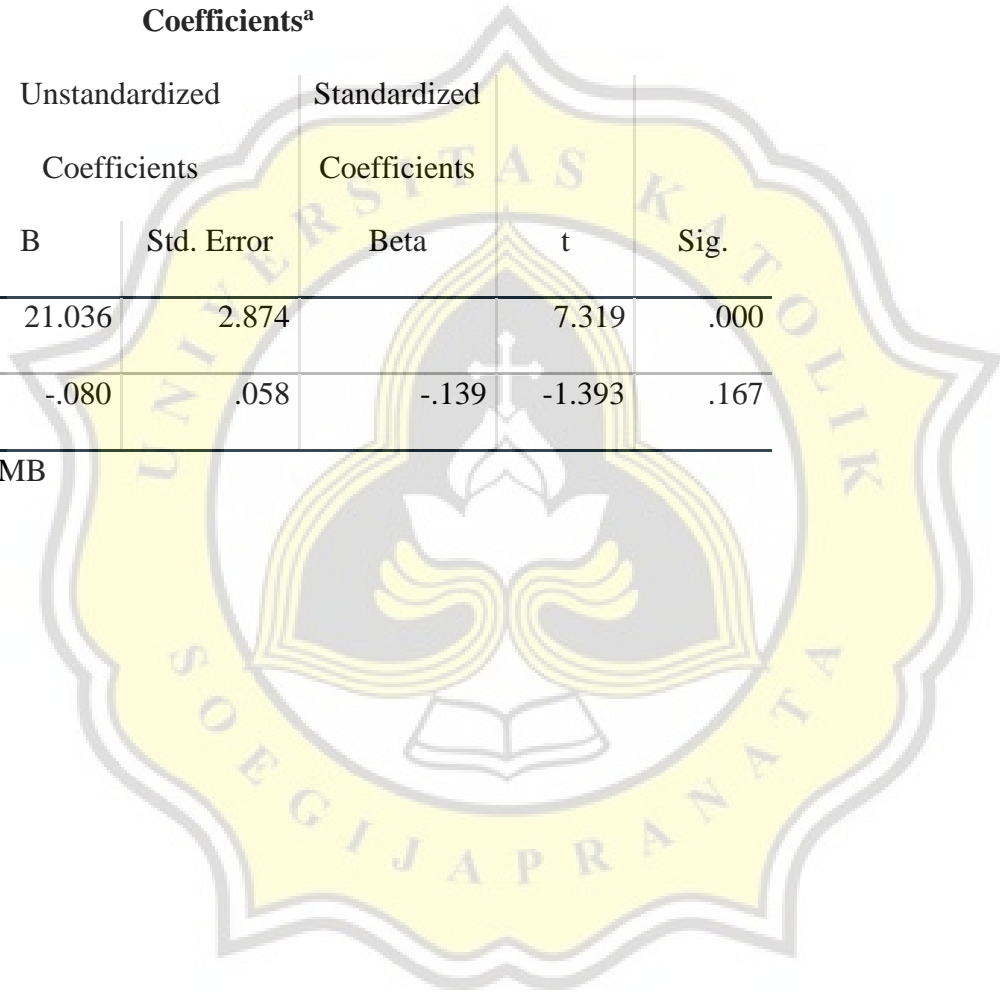 Coefficientsᵃ
Unstandardized Standardized
Coefficients Coefficients
B Std. Error Beta t Sig.
21.036 2.874 7.319 .000
-.080 .058 -.139 -1.393 .167
MB
UNIVERSITAS KATOLIK
SOEGIJAPRANATA